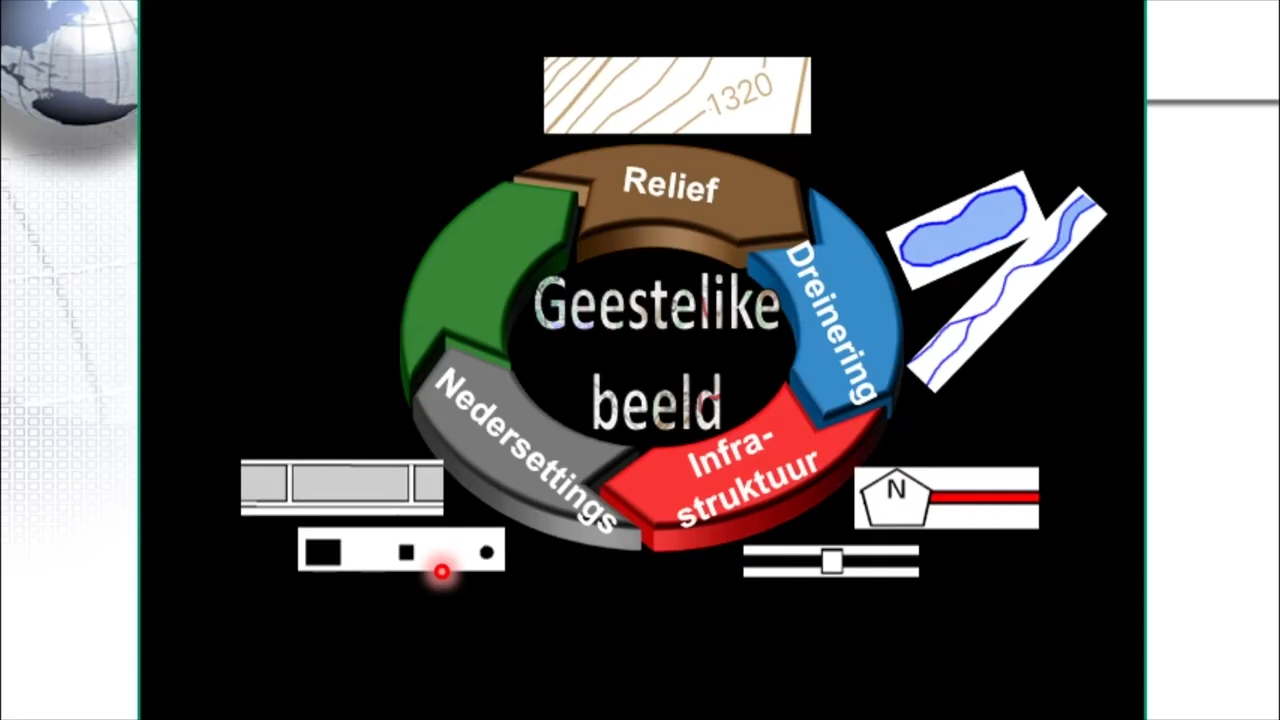 1320
Relief
Dreinering
Geestelike
beeld
Nedersettings
Infra-
struktuur
N